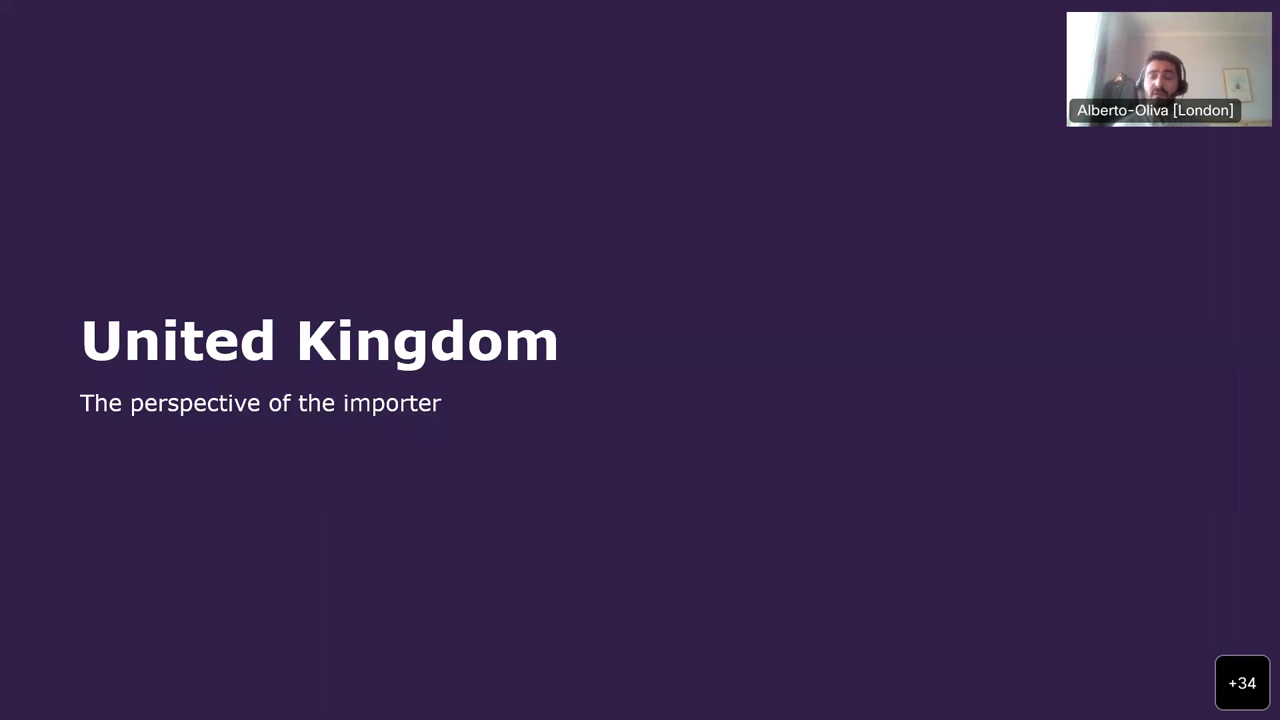 Alberto-Oliva [London]
United Kingdom
The perspective of the importer
+34